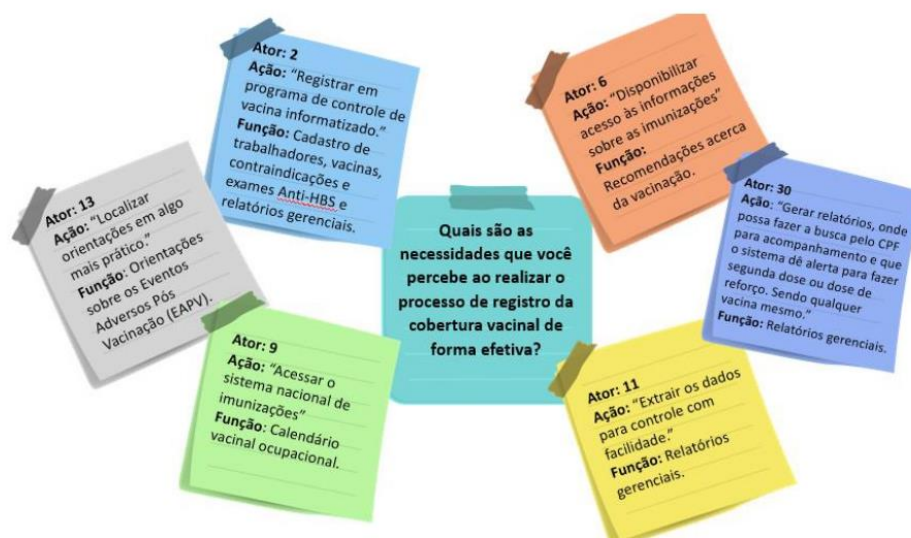 Ator: 2
Ação: “Registrar em
programa de controle de
vacina informatizado.”
Função: Cadastro de
trabalhadores, vacinas,
contraindicações e
exames Anti-HBS e
relatórios gerenciais.
Ator: 6
Ação: “Disponibilizar
acesso às informações
sobre as imunizações”
Função:
Recomendações acerca
da vacinação.
Ator: 13
Ação: “Localizar
orientações em algo
mais prático.”
Função: Orientações
sobre os Eventos
Adversos Pós
Vacinação (EAPV).
Quais são as
necessidades que você
percebe ao realizar o
processo de registro da
cobertura vacinal de
forma efetiva?
Ator: 30
Ação: “Gerar relatórios, onde
possa fazer a busca pelo CPF
para acompanhamento e que
o sistema dê alerta para fazer
segunda dose ou dose de
reforço. Sendo qualquer
vacina mesmo.”
Função: Relatórios gerenciais.
Ator: 9
Ação: “Acessar o
sistema nacional de
imunizações”
Função: Calendário
vacinal ocupacional.
Ator: 11
Ação: “Extrair os dados
para controle com
facilidade.”
Função: Relatórios
gerenciais.